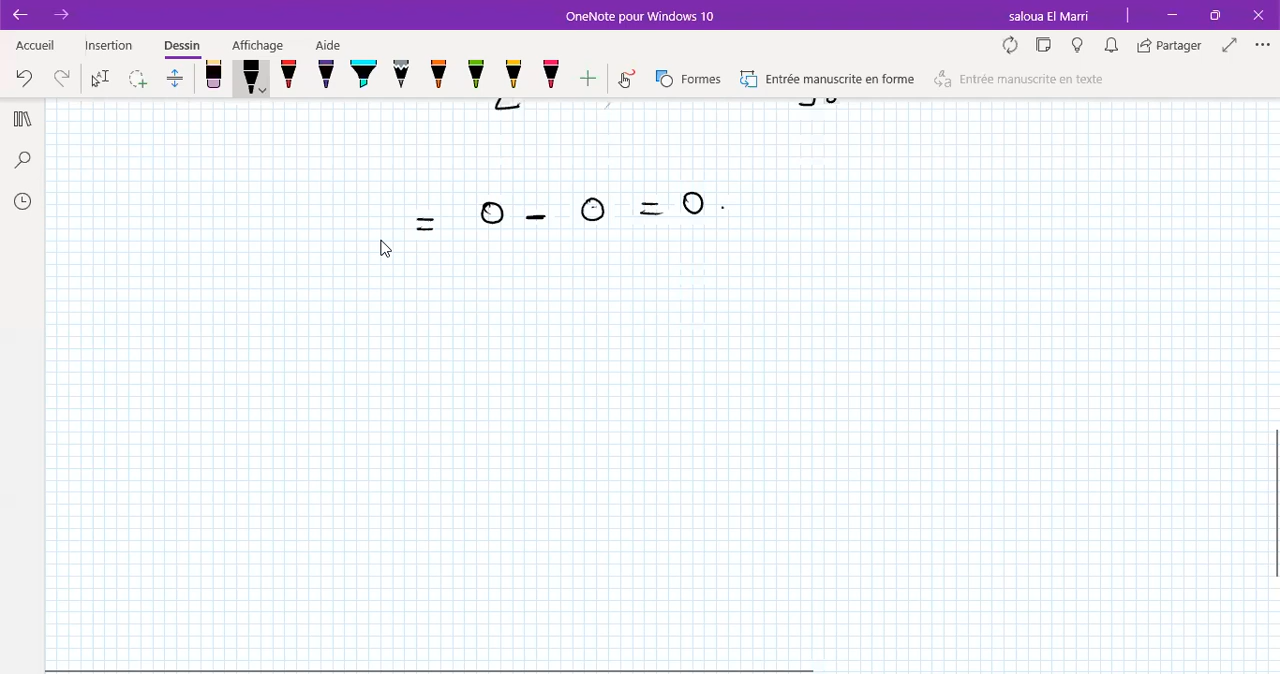 OneNote pour Windows 10
saloua El Marri
Accueil Insertion Dessin Affichage Aide
Partager
Formes
Entrée manuscrite en forme
Entrée manuscrite en texte
= 0 - 0 = 0 .